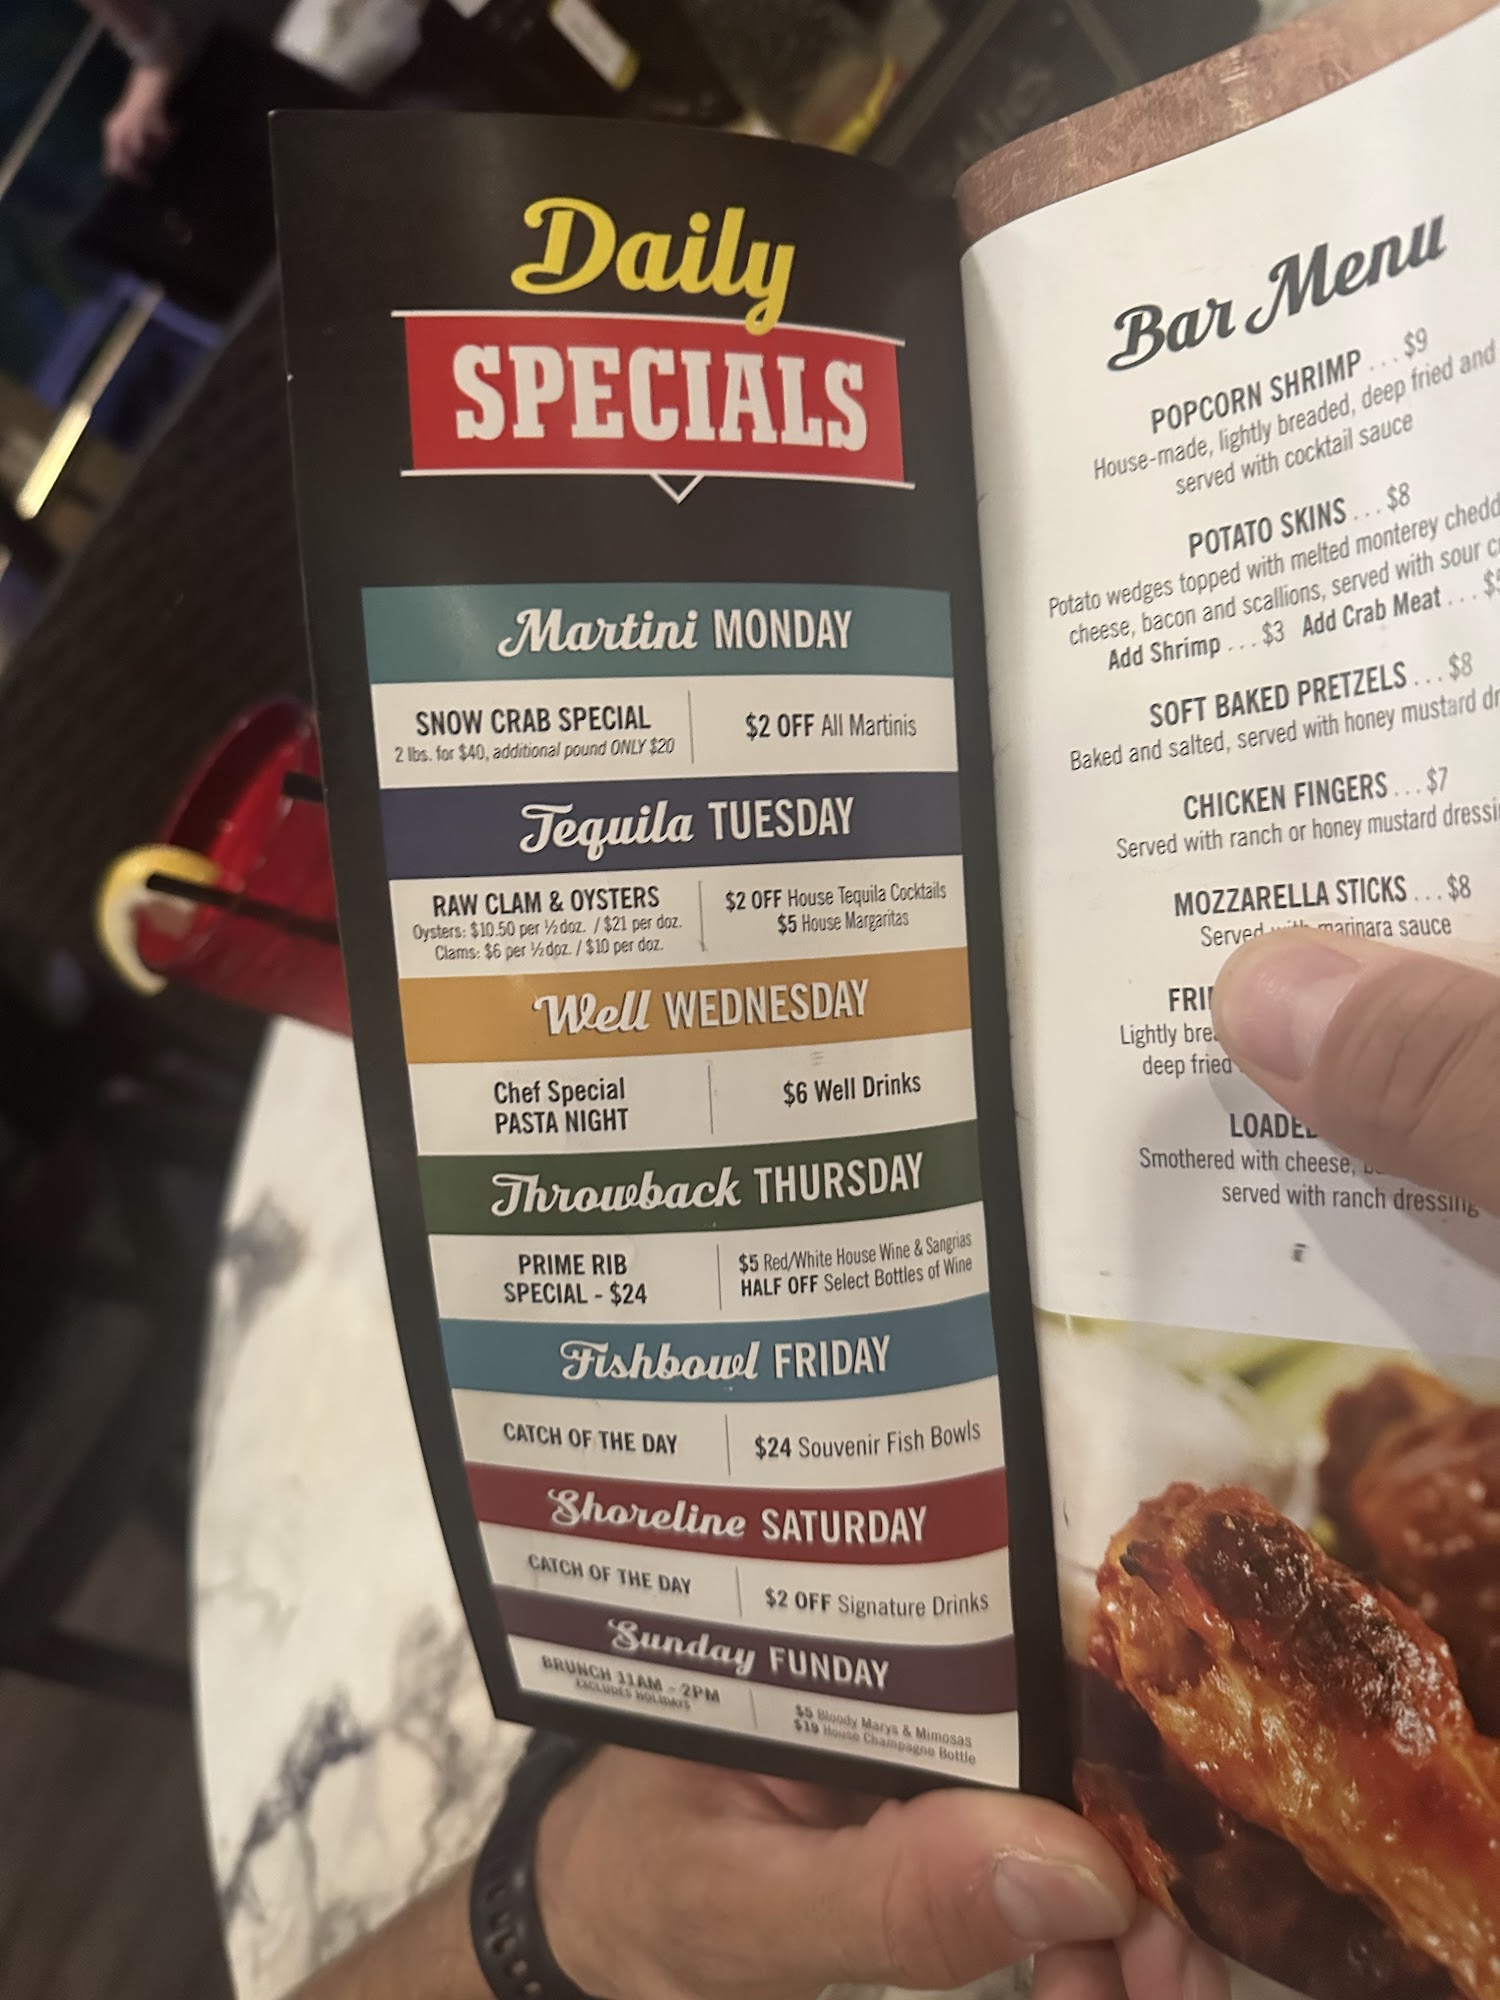 Daily
SPECIALS
Martini MONDAY
SNOW CRAB SPECIAL
2 lbs. for $40, additional pound ONLY $20
$2 OFF All Martinis
Tequila TUESDAY
RAW CLAM & OYSTERS
Oysters: $10.50 per ½ doz. / $21 per doz.
Clams: $6 per ½ doz. / $10 per doz.
$2 OFF House Tequila Cocktails
$5 House Margaritas
Well WEDNESDAY
Chef Special
PASTA NIGHT
$6 Well Drinks
Throwback THURSDAY
PRIME RIB
SPECIAL - $24
$5 Red/White House Wine & Sangrias
HALF OFF Select Bottles of Wine
Fishbowl FRIDAY
CATCH OF THE DAY
$24 Souvenir Fish Bowls
Shoreline SATURDAY
CATCH OF THE DAY
$2 OFF Signature Drinks
Sunday FUNDAY
BRUNCH 11AM - 2PM
EXCLUDES HOLIDAYS
$5 Bloody Marys & Mimosas
$19 House Champagne Bottle
Bar Menu
POPCORN SHRIMP . . . $9
House-made, lightly breaded, deep fried and
served with cocktail sauce
POTATO SKINS . . . $8
Potato wedges topped with melted monterey
cheese, bacon and scallions, served with sour
Add Shrimp . . . $3 Add Crab Meat . . .
SOFT BAKED PRETZELS . . . $8
Baked and salted, served with honey mustard
CHICKEN FINGERS . . . $7
Served with ranch or honey mustard
MOZZARELLA STICKS . . . $8
Served with marinara sauce
Lightly
deep fried
LOADED
Smothered with cheese,
served with ranch dressing